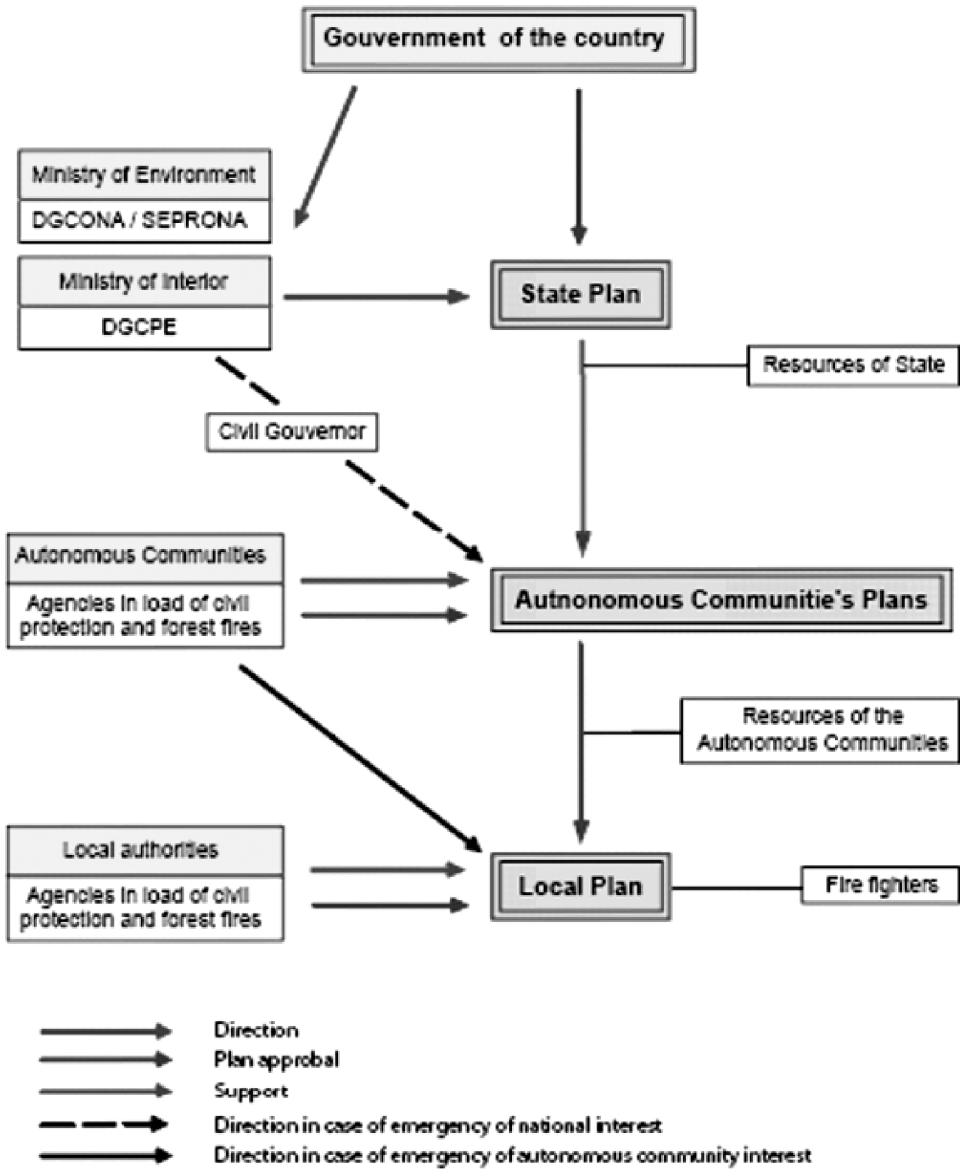 Gouvernment of the country
Ministry of Environment
DGCONA / SEPRONA
Ministry of Interior
DGCPE
State Plan
Resources of State
Civil Gouvernor
Autonomous Communities
Agencies in load of civil
protection and forest fires
Autnonomous Communitie's Plans
Resources of the
Autonomous Communities
Local authorities
Agencies in load of civil
protection and forest fires
Local Plan
Fire fighters
Direction
Plan approbal
Support
Direction in case of emergency of national interest
Direction in case of emergency of autonomous community interest